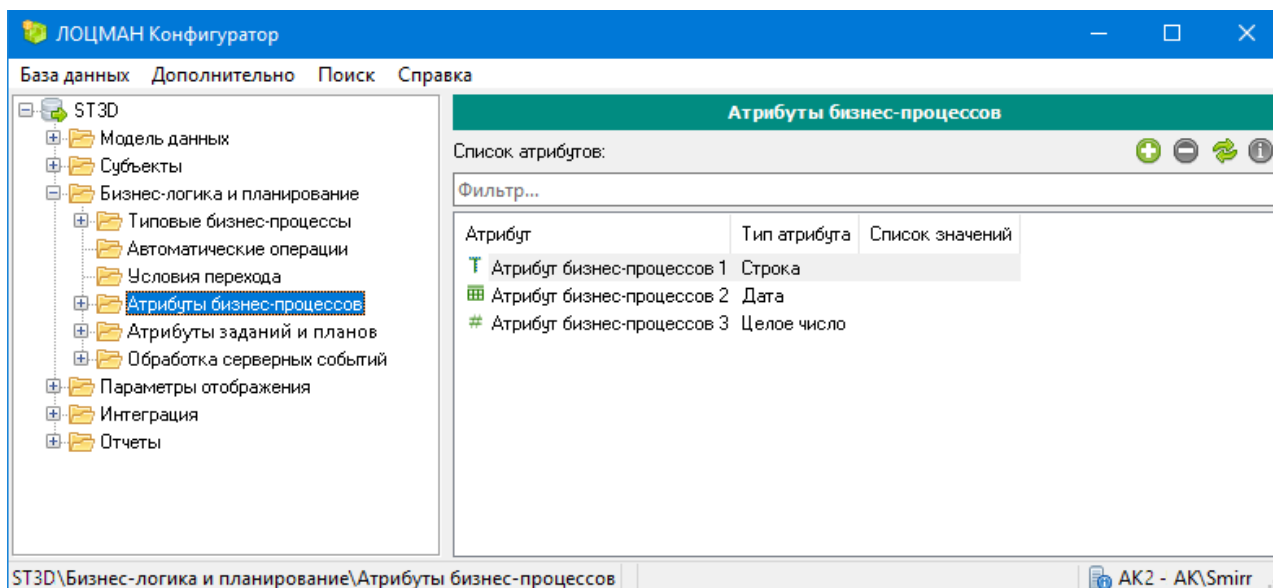 ЛОЦМАН Конфигуратор
База данных Дополнительно Поиск Справка
ST3D
Модель данных
Субъекты
Бизнес-логика и планирование
Типовые бизнес-процессы
Автоматические операции
Условия перехода
Атрибуты бизнес-процессов
Атрибуты заданий и планов
Обработка серверных событий
Параметры отображения
Интеграция
Отчеты
Атрибуты бизнес-процессов
Список атрибутов:
Фильтр...
Атрибут Тип атрибута Список значений
Атрибут бизнес-процессов 1 Строка
Атрибут бизнес-процессов 2 Дата
# Атрибут бизнес-процессов 3 Целое число
ST3D\Бизнес-логика и планирование\Атрибуты бизнес-процессов
AK2 - AK\Smirr